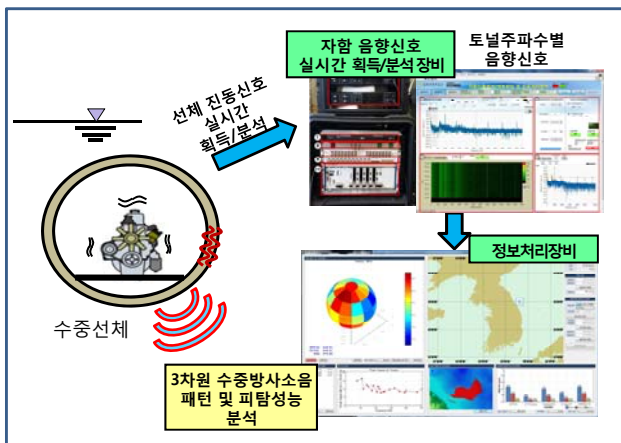 자함 음향신호
실시간 획득/분석 장비
토널주파수별
음향신호
선체 진동신호
실시간
획득/분석
정보처리장비
수중선체
3차원 수중방사소음
패턴 및 피탐성능
분석